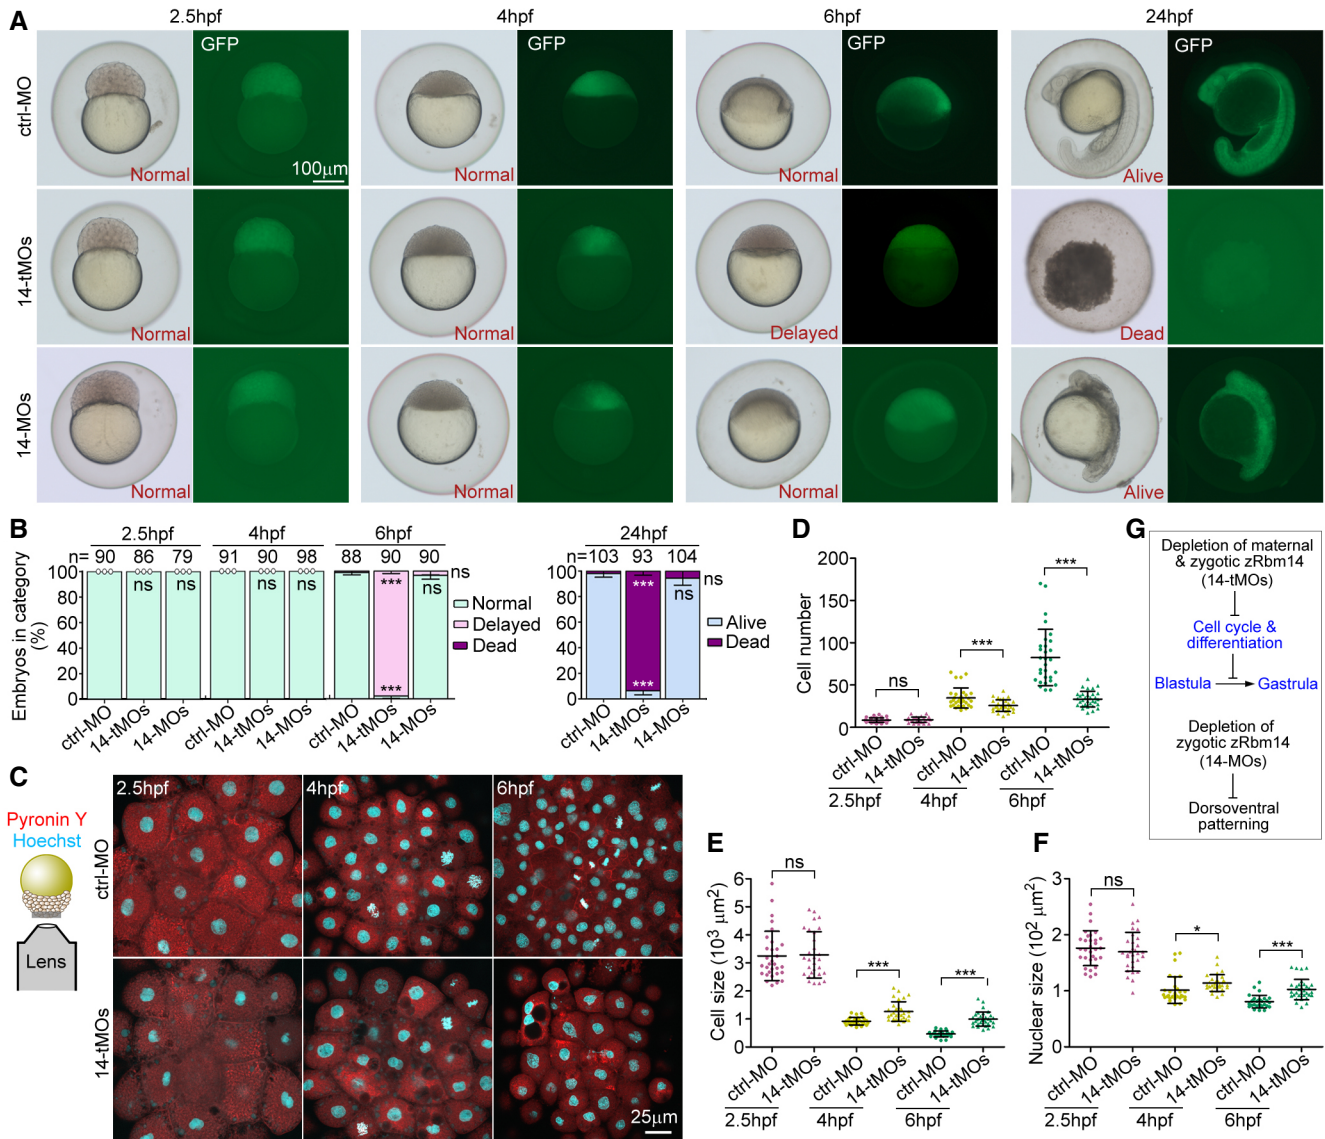 A
2.5hpf
4hpf
6hpf
24hpf
ctrl-MO
GFP
GFP
GFP
GFP
Normal
100μm
Normal
Normal
Alive
14-tMOs
Normal
Normal
Delayed
Dead
14-MOs
Normal
Normal
Normal
Alive
B
2.5hpf 4hpf 6hpf 24hpf
n= 90 86 79 91 90 98 88 90 90 n=103 93 104
Embryos in category
(%)
100
80
60
40
20
0
ns ns ns ns *** ns ns
***
Normal
Delayed
Dead
100
80
60
40
20
0
*** ns ns
***
Alive
Dead
ctrl-MO 14-tMOs 14-MOs ctrl-MO 14-tMOs 14-MOs ctrl-MO 14-tMOs 14-MOs
ctrl-MO 14-tMOs 14-MOs
C
Pyronin Y
Hoechst
Lens
2.5hpf
4hpf
6hpf
ctrl-MO
14-tMOs
25μm
D
Cell number
200
150
100
50
0
ns
***
***
ctrl-MO 14-tMOs ctrl-MO 14-tMOs ctrl-MO 14-tMOs
2.5hpf 4hpf 6hpf
E
Cell size (10³ μm²)
6
5
4
3
2
1
0
ns
***
***
ctrl-MO 14-tMOs ctrl-MO 14-tMOs ctrl-MO 14-tMOs
2.5hpf 4hpf 6hpf
F
Nuclear size (10² μm²)
3
2
1
0
ns
*
***
ctrl-MO 14-tMOs ctrl-MO 14-tMOs ctrl-MO 14-tMOs
2.5hpf 4hpf 6hpf
G
Depletion of maternal
& zygotic zRbm14
(14-tMOs)
Cell cycle &
differentiation
Blastula
Gastrula
Depletion of
zygotic zRbm14
(14-MOs)
Dorsoventral
patterning